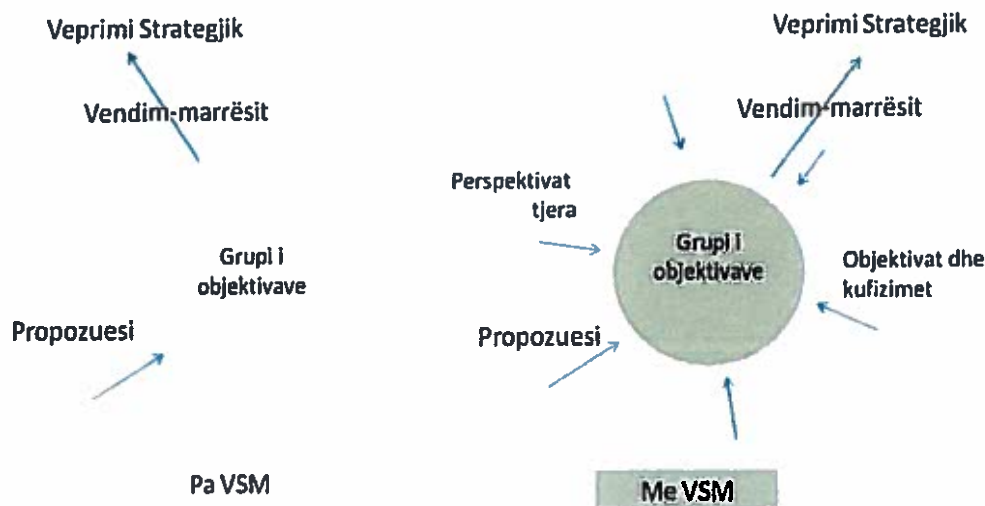 Veprimi Strategjik
Vendim-marrësit
Grupi i
objektivave
Propozuesi
Pa VSM
Veprimi Strategjik
Vendim-marrësit
Perspektivat
tjera
Grupi i
objektivave
Objektivat dhe
kufizimet
Propozuesi
Me VSM